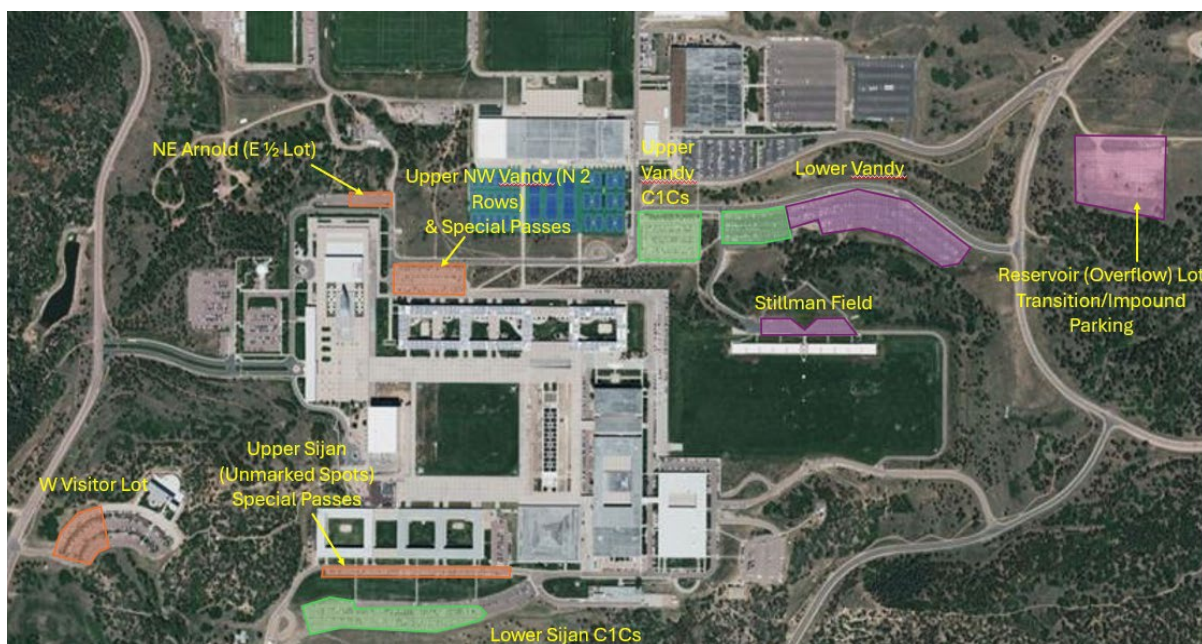 NE Arnold (E ½ Lot)
Upper NW Vandy (N 2
Rows)
& Special Passes
Upper
Vandy
C1Cs
Lower Vandy
Reservoir (Overflow) Lot
Transition/Impound
Parking
Stillman Field
Upper Sijan
(Unmarked Spots)
Special Passes
W Visitor Lot
Lower Sijan C1Cs